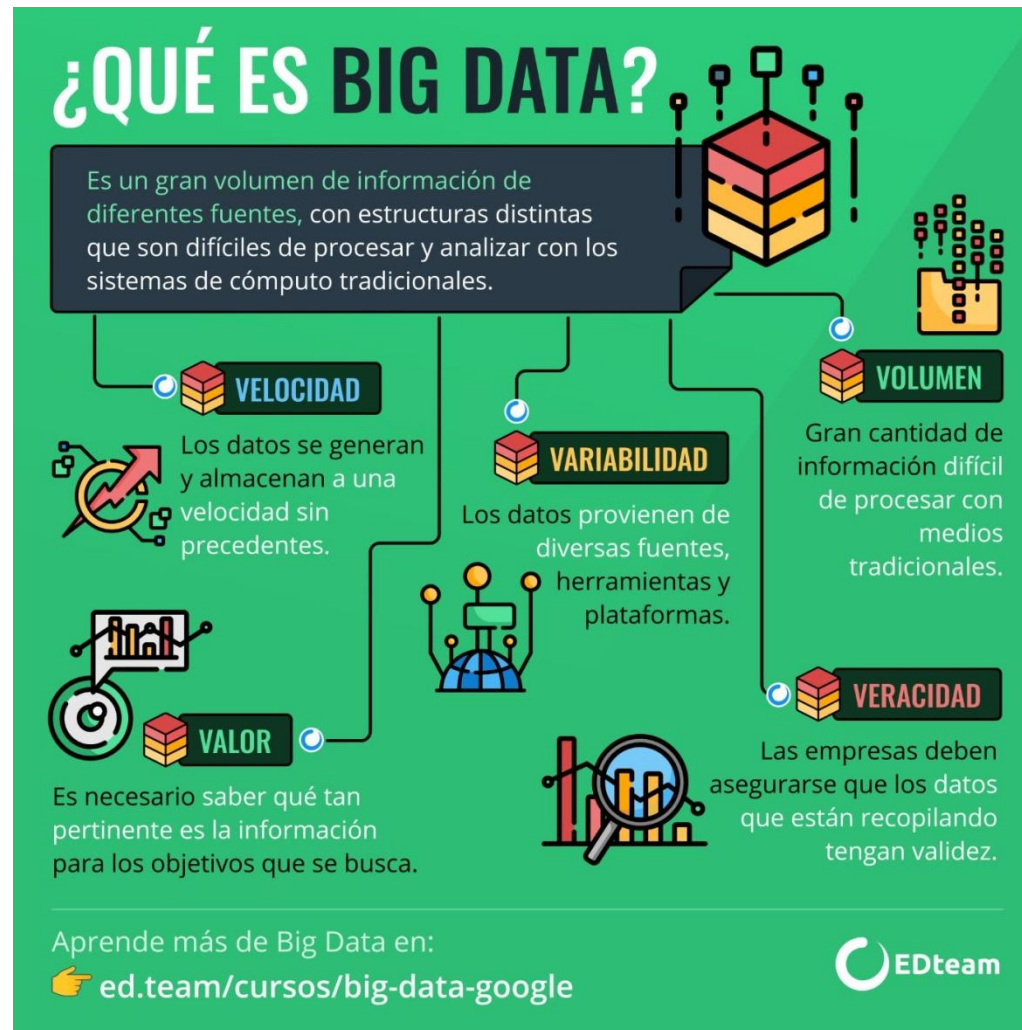 ¿QUÉ ES BIG DATA?
Es un gran volumen de información de
diferentes fuentes, con estructuras distintas
que son difíciles de procesar y analizar con los
sistemas de cómputo tradicionales.
VELOCIDAD
Los datos se generan
y almacenan a una
velocidad sin
precedentes.
VARIABILIDAD
Los datos provienen de
diversas fuentes,
herramientas y
plataformas.
VOLUMEN
Gran cantidad de
información difícil
de procesar con
medios
tradicionales.
VALOR
Es necesario saber qué tan
pertinente es la información
para los objetivos que se busca.
VERACIDAD
Las empresas deben
asegurarse que los datos
que están recopilando
tengan validez.
Aprende más de Big Data en:
👉 ed.team/cursos/big-data-google
EDteam